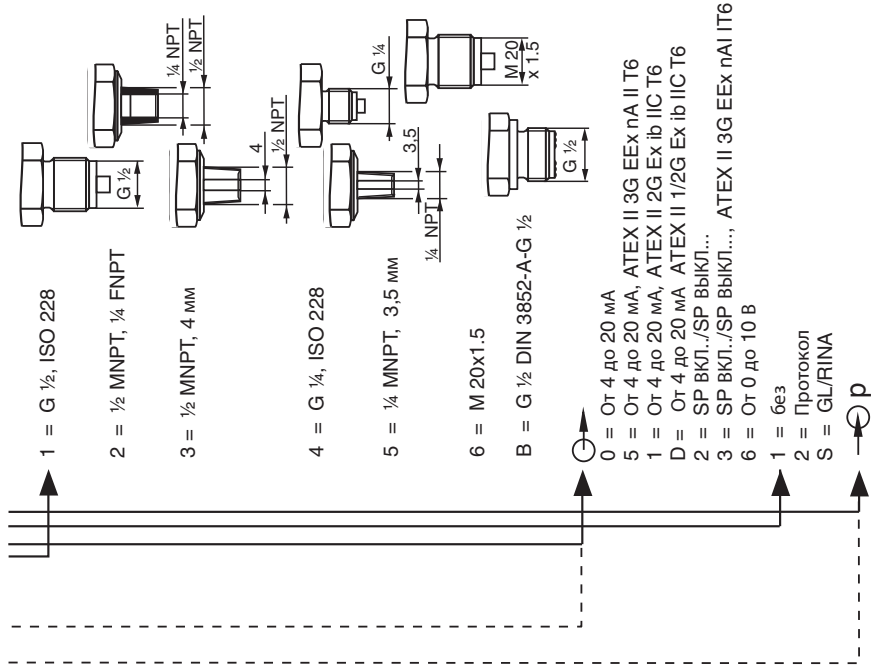 1 = G ½, ISO 228
G ½
2 = ½ MNPT, ¼ FNPT
¼ NPT
½ NPT
3 = ½ MNPT, 4 мм
4
½ NPT
4 = G ¼, ISO 228
G ¼
5 = ¼ MNPT, 3,5 мм
3,5
¼ NPT
6 = M 20x1.5
M 20
x 1.5
B = G ½ DIN 3852-A-G ½
G ½
0 = От 4 до 20 мА
5 = От 4 до 20 мА, ATEX II 3G EEx nA II T6
1 = От 4 до 20 мА, ATEX II 2G Ex ib IIC T6
D = От 4 до 20 мА ATEX II 1/2G Ex ib IIC T6
2 = SP ВКЛ../SP ВЫКЛ...
3 = SP ВКЛ../SP ВЫКЛ..., ATEX II 3G EEx nAI IT6
6 = От 0 до 10 В
1 = без
2 = Протокол
S = GL/RINA
p